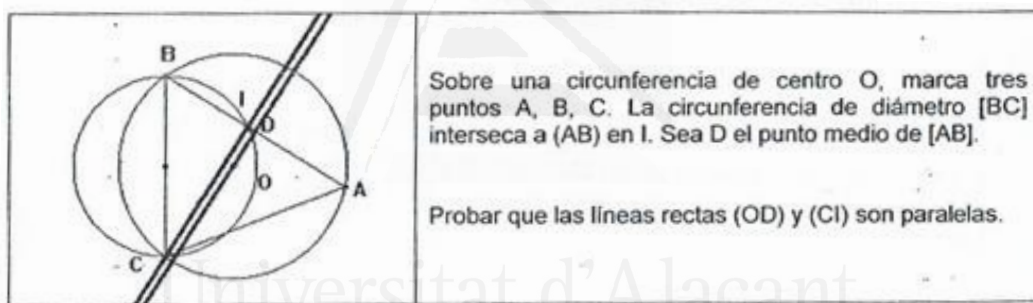 B
I
D
O
A
C
Sobre una circunferencia de centro O, marca tres
puntos A, B, C. La circunferencia de diámetro [BC]
interseca a (AB) en I. Sea D el punto medio de [AB].
Probar que las líneas rectas (OD) y (CI) son paralelas.
Universitat d'Alacant